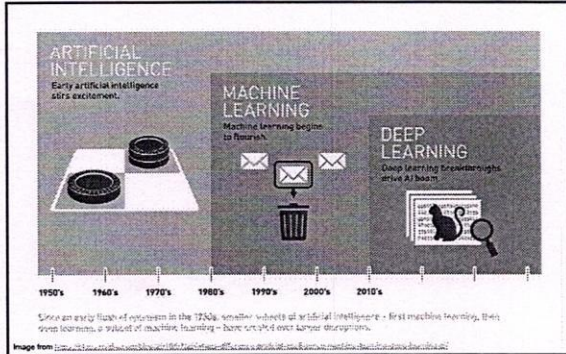 ARTIFICIAL
INTELLIGENCE
Early artificial intelligence
stirs excitement.
MACHINE
LEARNING
Machine learning begins
to flourish.
DEEP
LEARNING
Deep learning breakthroughs
drive AI boom.
1950's 1960's 1970's 1980's 1990's 2000's 2010's
Since an early flush of optimism in the 1950s, smaller subsets of artificial intelligence – first machine learning, then
deep learning, a subset of machine learning – have created ever larger disruptions.
Image from